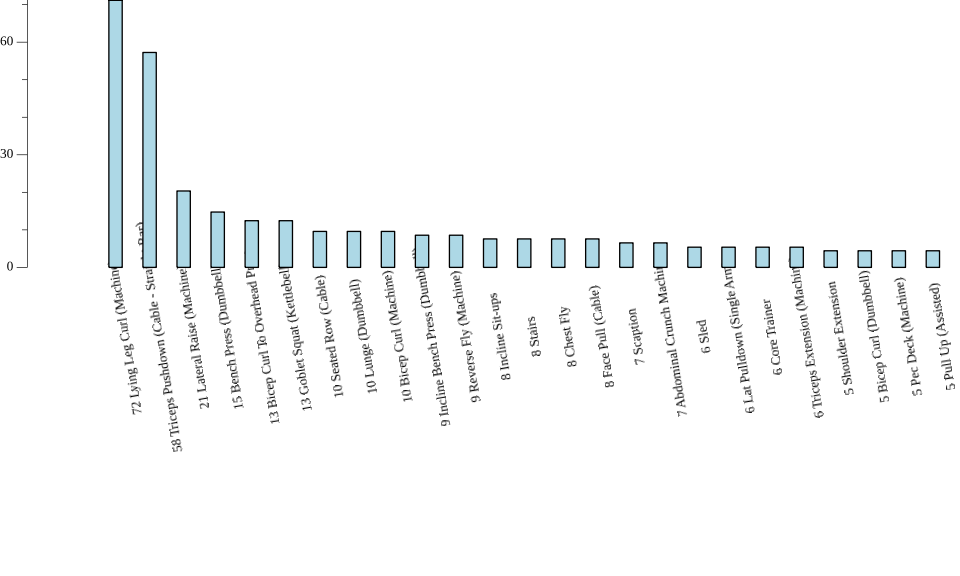 60
30
0
72 Lying Leg Curl (Machine
58 Triceps Pushdown (Cable - Stra Bar)
21 Lateral Raise (Machine
15 Bench Press (Dumbbell
13 Bicep Curl To Overhead Pr
13 Goblet Squat (Kettlebell
10 Seated Row (Cable)
10 Lunge (Dumbbell)
10 Bicep Curl (Machine)
9 Incline Bench Press (Dumbbell)
9 Reverse Fly (Machine)
8 Incline Sit-ups
8 Stairs
8 Chest Fly
8 Face Pull (Cable)
7 Scaption
7 Abdominal Crunch Machin
6 Sled
6 Lat Pulldown (Single Arm
6 Core Trainer
6 Triceps Extension (Machine)
5 Shoulder Extension
5 Bicep Curl (Dumbbell)
5 Pec Deck (Machine)
5 Pull Up (Assisted)